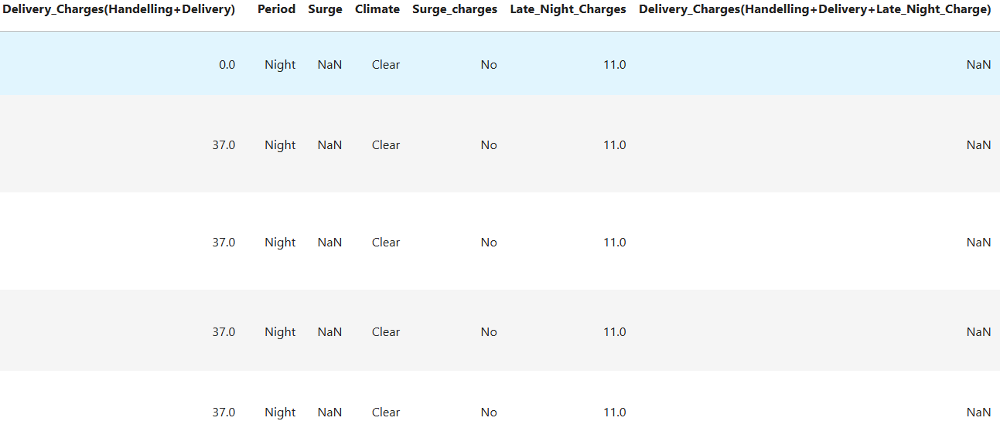 Delivery_Charges(Handelling+Delivery) Period Surge Climate Surge_charges Late_Night_Charges Delivery_Charges(Handelling+Delivery+Late_Night_Charge)
0.0 Night NaN Clear No 11.0 NaN
37.0 Night NaN Clear No 11.0 NaN
37.0 Night NaN Clear No 11.0 NaN
37.0 Night NaN Clear No 11.0 NaN
37.0 Night NaN Clear No 11.0 NaN